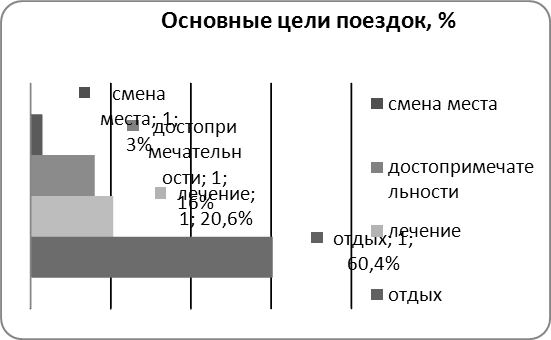 Основные цели поездок, %
смена
места; 1;
3%
достопри
мечательн
ости; 1;
16%
лечение;
1; 20,6%
отдых; 1;
60,4%
смена места
достопримечате
льности
лечение
отдых